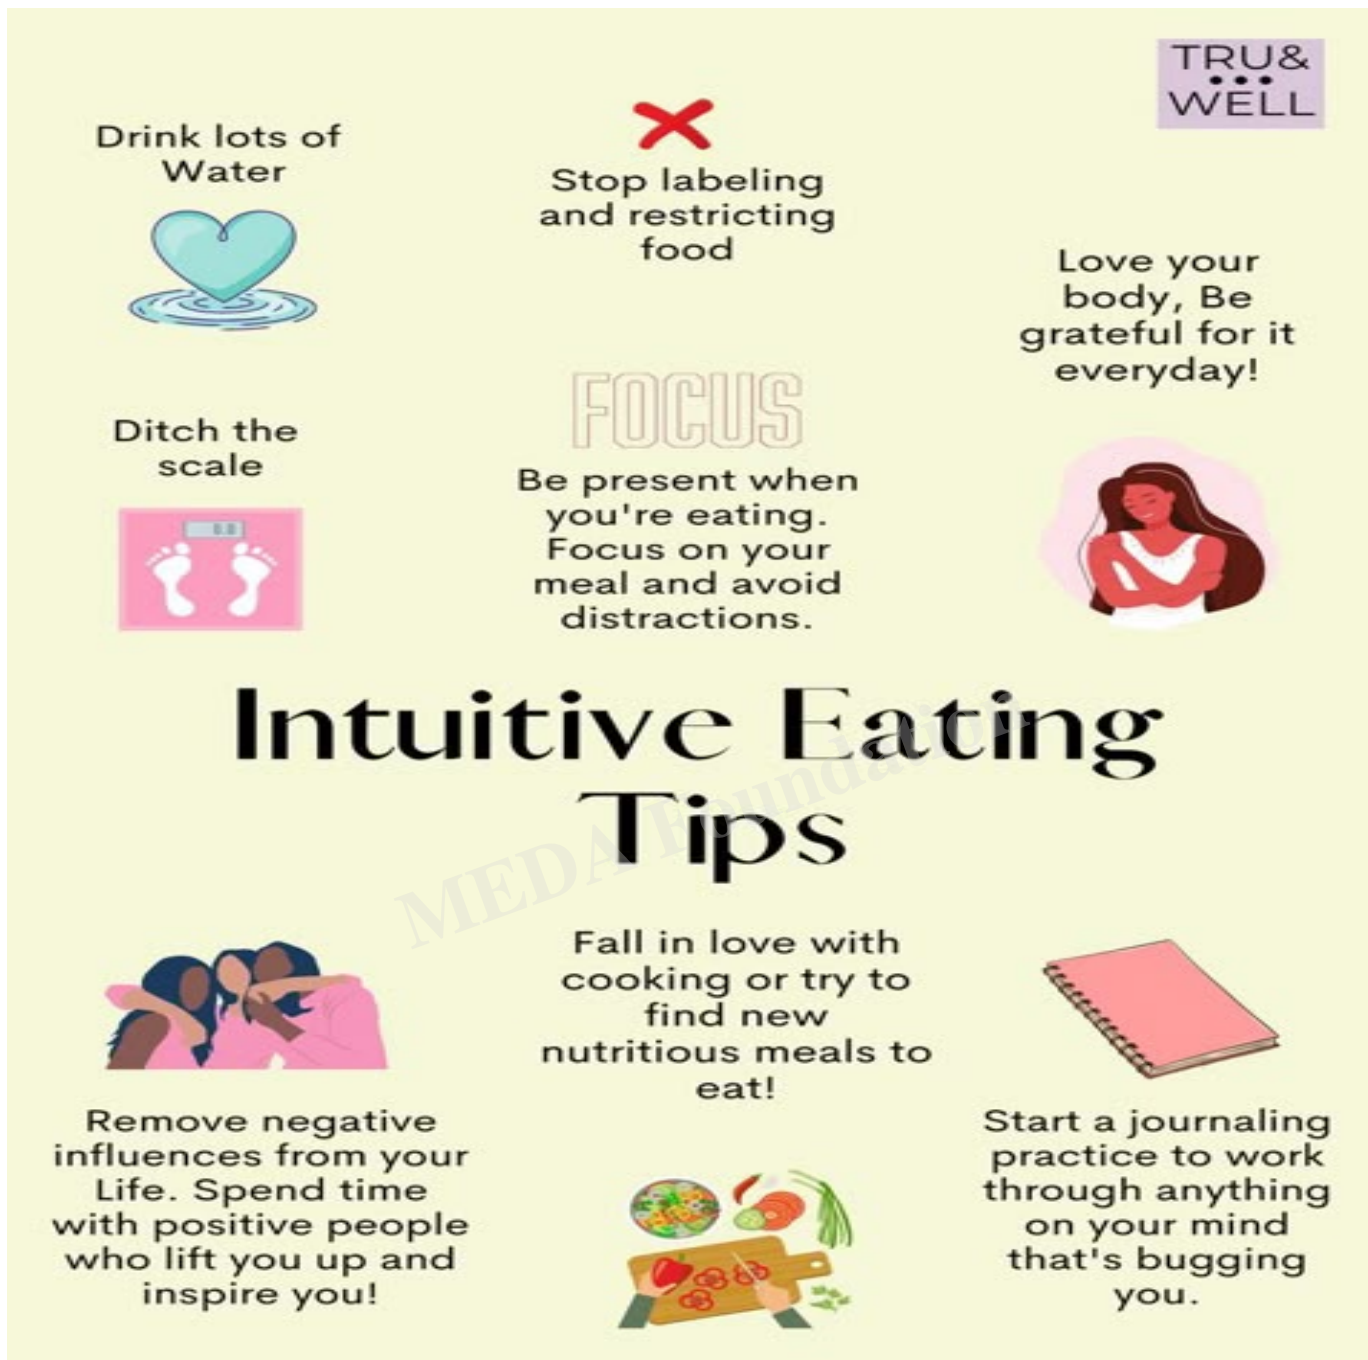 TRU&
WELL
Drink lots of
Water
Stop labeling
and restricting
food
Love your
body, Be
grateful for it
everyday!
Ditch the
scale
0.0
FOCUS
Be present when
you're eating.
Focus on your
meal and avoid
distractions.
Intuitive Eating
Tips
MEDA Foundation
Remove negative
influences from your
Life. Spend time
with positive people
who lift you up and
inspire you!
Fall in love with
cooking or try to
find new
nutritious meals to
eat!
Start a journaling
practice to work
through anything
on your mind
that's bugging
you.